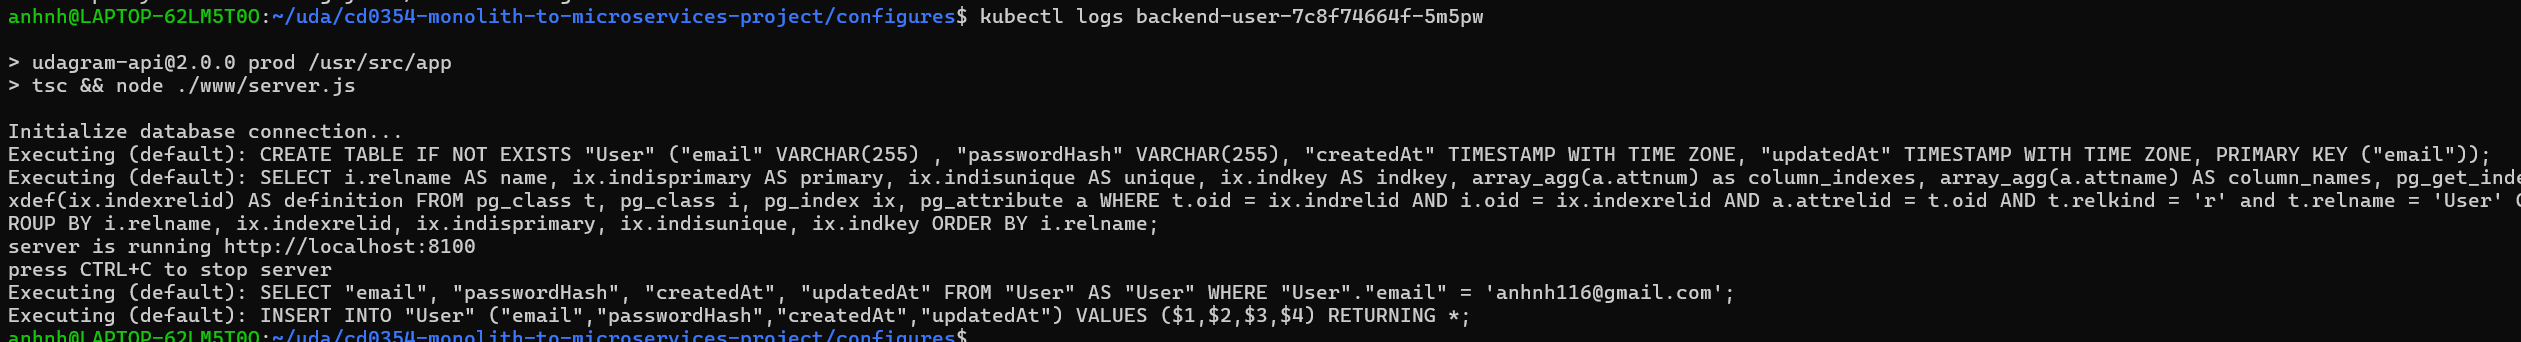 anhnh@LAPTOP-62LM5T0O:~/uda/cd0354-monolith-to-microservices-project/configures$ kubectl logs backend-user-7c8f74664f-5m5pw
> udagram-api@2.0.0 prod /usr/src/app
> tsc && node ./www/server.js
Initialize database connection...
Executing (default): CREATE TABLE IF NOT EXISTS "User" ("email" VARCHAR(255) , "passwordHash" VARCHAR(255), "createdAt" TIMESTAMP WITH TIME ZONE, "updatedAt" TIMESTAMP WITH TIME ZONE, PRIMARY KEY ("email"));
Executing (default): SELECT i.relname AS name, ix.indisprimary AS primary, ix.indisunique AS unique, ix.indkey AS indkey, array_agg(a.attnum) as column_indexes, array_agg(a.attname) AS column_names, pg_get_inde
xdef(ix.indexrelid) AS definition FROM pg_class t, pg_class i, pg_index ix, pg_attribute a WHERE t.oid = ix.indrelid AND i.oid = ix.indexrelid AND a.attrelid = t.oid AND t.relkind = 'r' and t.relname = 'User' G
ROUP BY i.relname, ix.indexrelid, ix.indisprimary, ix.indisunique, ix.indkey ORDER BY i.relname;
server is running http://localhost:8100
press CTRL+C to stop server
Executing (default): SELECT "email", "passwordHash", "createdAt", "updatedAt" FROM "User" AS "User" WHERE "User"."email" = 'anhnh116@gmail.com';
Executing (default): INSERT INTO "User" ("email","passwordHash","createdAt","updatedAt") VALUES ($1,$2,$3,$4) RETURNING *;
anhnh@LAPTOP-62LM5T0O:~/uda/cd0354-monolith-to-microservices-project/configures$